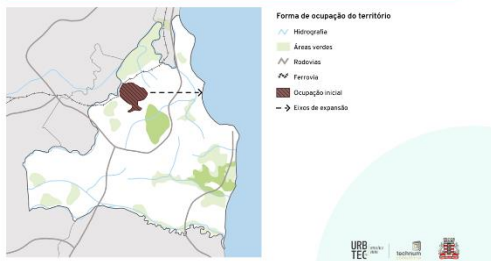 Forma de ocupação do território
Hidrografia
Áreas verdes
Rodovias
Ferrovia
Ocupação inicial
Eixos de expansão
URB
TEC
technum